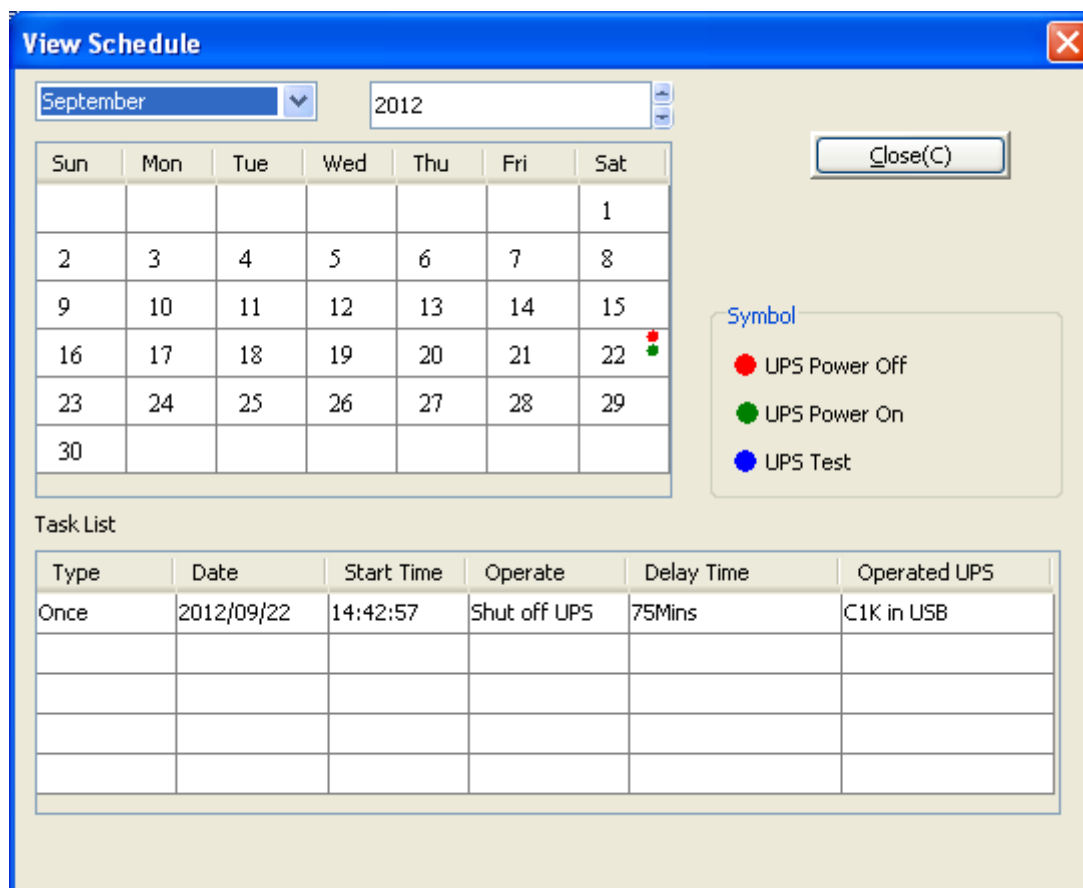 View Schedule
September 2012
Close(C)
Sun Mon Tue Wed Thu Fri Sat
1
2 3 4 5 6 7 8
9 10 11 12 13 14 15
16 17 18 19 20 21 22
23 24 25 26 27 28 29
30
Symbol
UPS Power Off
UPS Power On
UPS Test
Task List
Type Date Start Time Operate Delay Time Operated UPS
Once 2012/09/22 14:42:57 Shut off UPS 75Mins C1K in USB